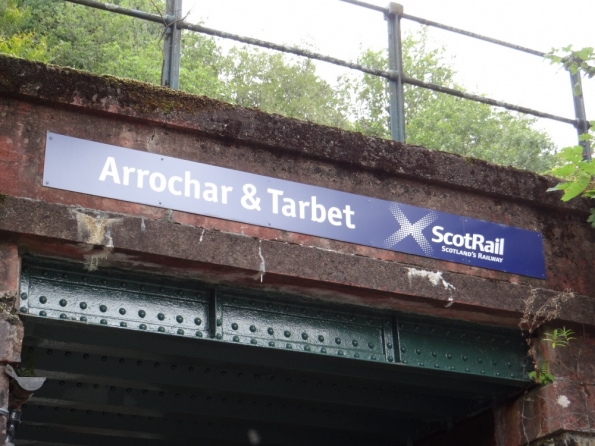 Arrochar & Tarbet
ScotRail
SCOTLAND'S RAILWAY